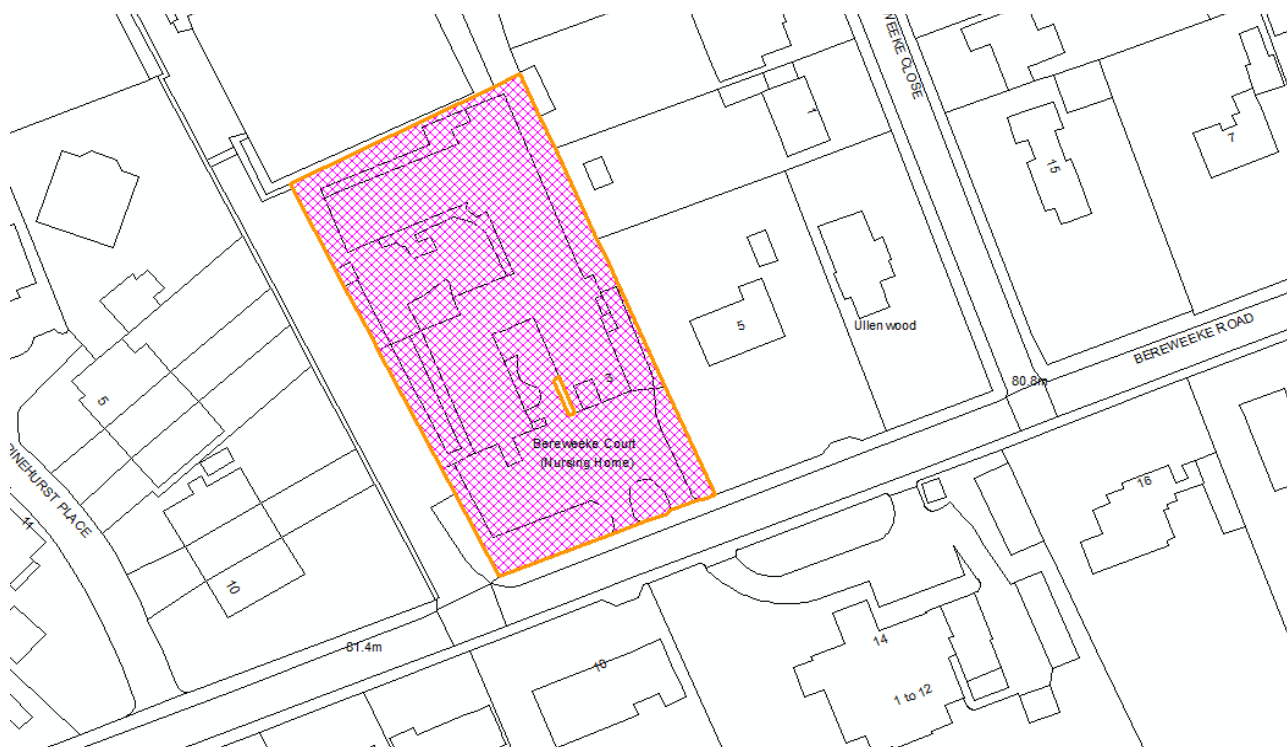 WEEKE CLOSE
1
15
7
5
Ullenwood
BEREWEEKE ROAD
80.8m
3
5
Bereweeke Court
(Nursing Home)
PINEHURST PLACE
11
10
16
81.4m
10
14
1 to 12